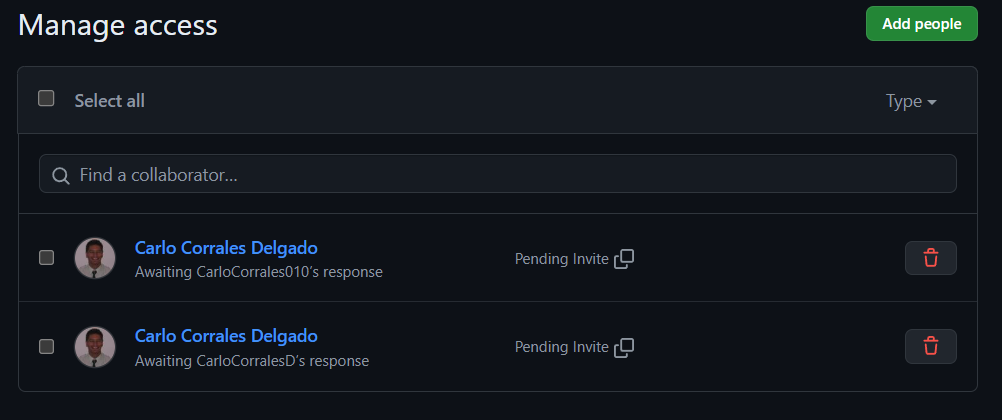 Manage access
Add people
Select all
Type
Find a collaborator...
Carlo Corrales Delgado
Awaiting CarloCorrales010's response
Pending Invite
Carlo Corrales Delgado
Awaiting CarloCorralesD's response
Pending Invite